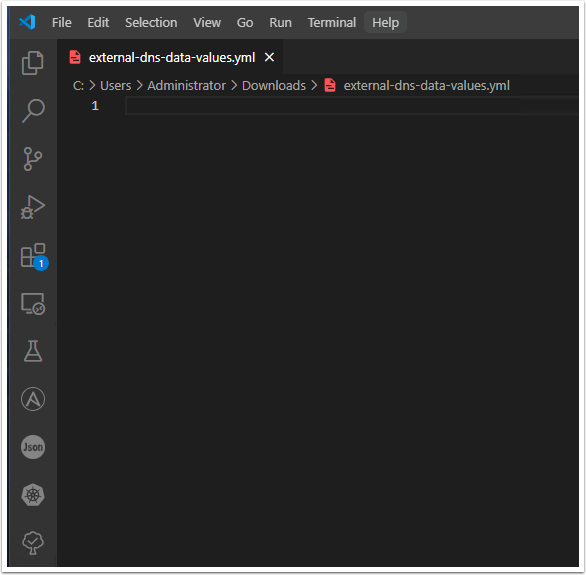 File Edit Selection View Go Run Terminal Help
external-dns-data-values.yml
C: > Users > Administrator > Downloads > external-dns-data-values.yml
1
1
Json